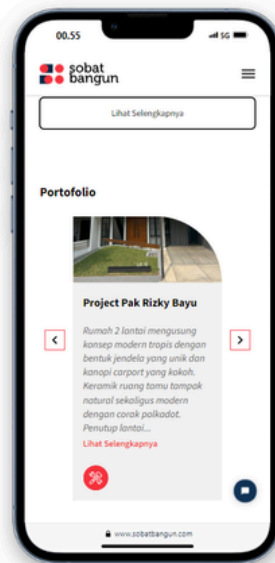 00.55
5G
sobat
bangun
Lihat Selengkapnya
Portofolio
Project Pak Rizky Bayu
Rumah 2 lantai mengusung
konsep modern tropis dengan
bentuk jendela yang unik dan
kanopi carport yang kokoh.
Keramik ruang tamu tampak
natural sekaligus modern
dengan corak polkadot.
Penutup lantai...
Lihat Selengkapnya
www.sobatbangun.com